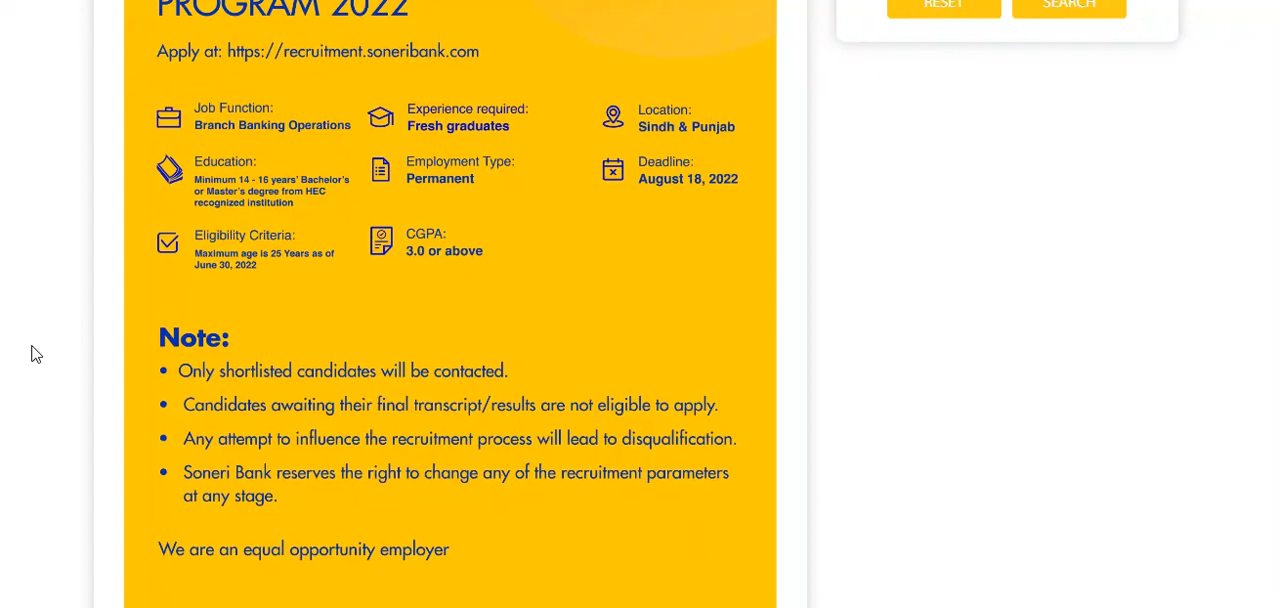 PROGRAM 2022
RESET
SEARCH
Apply at: https://recruitment.soneribank.com
Job Function:
Branch Banking Operations
Experience required:
Fresh graduates
Location:
Sindh & Punjab
Education:
Minimum 14 - 16 years' Bachelor's
or Master's degree from HEC
recognized institution
Employment Type:
Permanent
Deadline:
August 18, 2022
Eligibility Criteria:
Maximum age is 25 Years as of
June 30, 2022
CGPA:
3.0 or above
Note:
• Only shortlisted candidates will be contacted.
• Candidates awaiting their final transcript/results are not eligible to apply.
• Any attempt to influence the recruitment process will lead to disqualification.
• Soneri Bank reserves the right to change any of the recruitment parameters
at any stage.
We are an equal opportunity employer